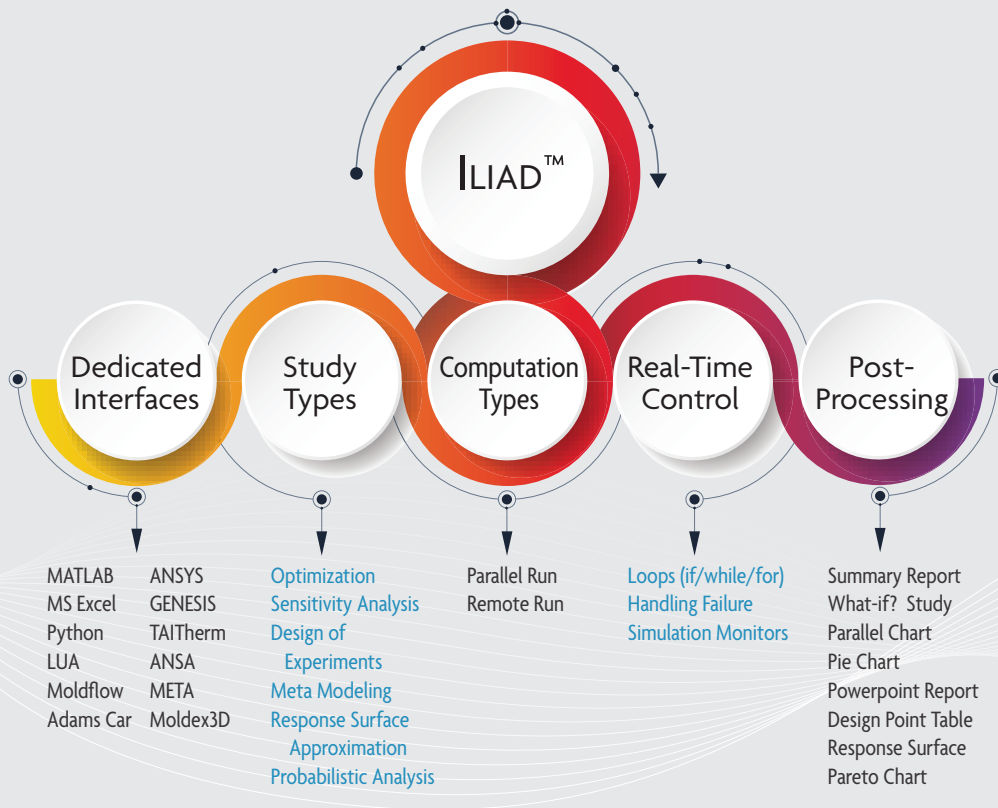 ILIAD™
Dedicated
Interfaces
Study
Types
Computation
Types
Real-Time
Control
Post-
Processing
MATLAB
MS Excel
Python
LUA
Moldflow
Adams Car
ANSYS
GENESIS
TAITherm
ANSA
META
Moldex3D
Optimization
Sensitivity Analysis
Design of
Experiments
Meta Modeling
Response Surface
Approximation
Probabilistic Analysis
Parallel Run
Remote Run
Loops (if/while/for)
Handling Failure
Simulation Monitors
Summary Report
What-if? Study
Parallel Chart
Pie Chart
Powerpoint Report
Design Point Table
Response Surface
Pareto Chart